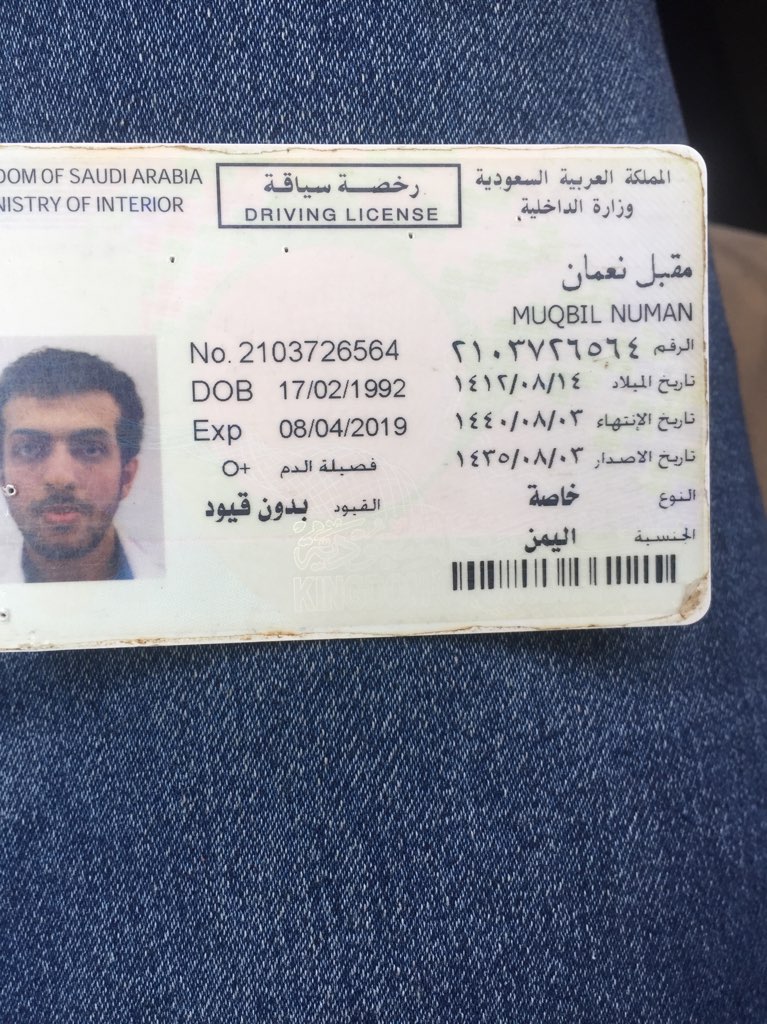 DOM OF SAUDI ARABIA
NISTRY OF INTERIOR
رخصة سياقة
DRIVING LICENSE
المملكة العربية السعودية
وزارة الداخلية
مقبل نعمان
MUQBIL NUMAN
No. 2103726564
الرقم ٢١٠٣٧٢٦٥٦٤
DOB 17/02/1992
تاريخ الميلاد ١٤١٢/٠٨/١٤
Exp 08/04/2019
تاريخ الإنتهاء ١٤٤٠/٠٨/٠٣
تاريخ الاصدار ١٤٣٥/٠٨/٠٣
فصيلة الدم O+
النوع خاصة
القيود بدون قيود
الجنسية اليمن